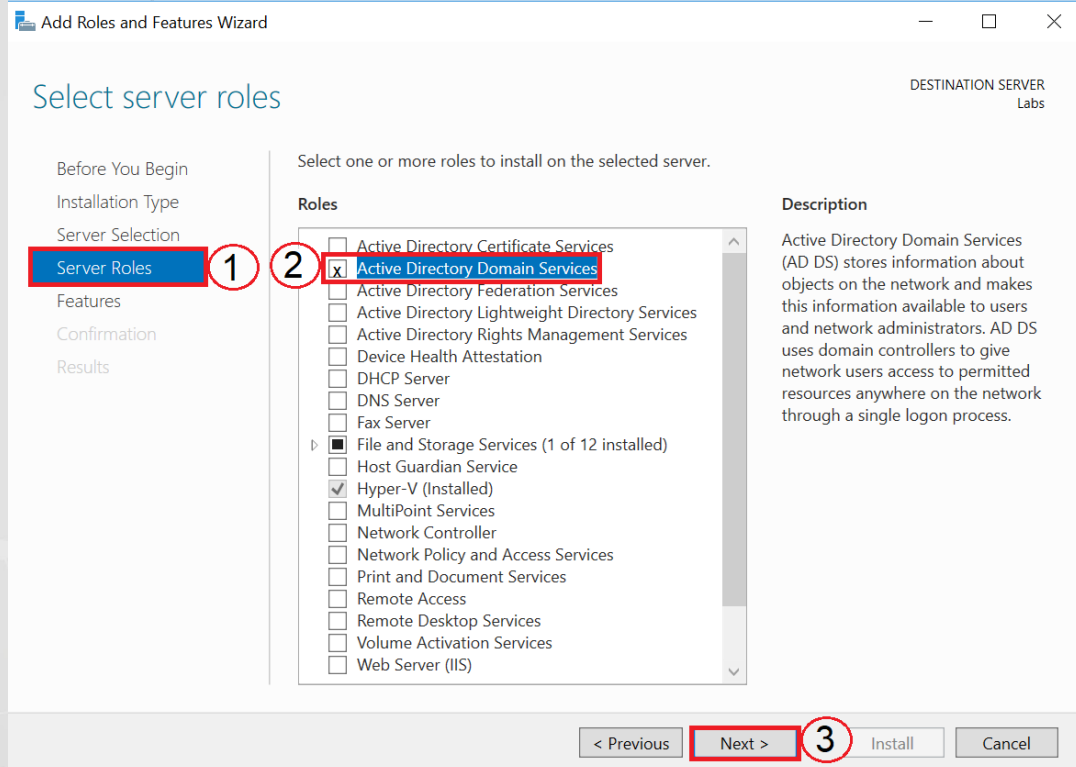 Add Roles and Features Wizard
Select server roles
DESTINATION SERVER
Labs
Before You Begin
Installation Type
Server Selection
Server Roles
1
Features
Confirmation
Results
Select one or more roles to install on the selected server.
Roles
Active Directory Certificate Services
2
x Active Directory Domain Services
Active Directory Federation Services
Active Directory Lightweight Directory Services
Active Directory Rights Management Services
Device Health Attestation
DHCP Server
DNS Server
Fax Server
File and Storage Services (1 of 12 installed)
Host Guardian Service
Hyper-V (Installed)
MultiPoint Services
Network Controller
Network Policy and Access Services
Print and Document Services
Remote Access
Remote Desktop Services
Volume Activation Services
Web Server (IIS)
Description
Active Directory Domain Services
(AD DS) stores information about
objects on the network and makes
this information available to users
and network administrators. AD DS
uses domain controllers to give
network users access to permitted
resources anywhere on the network
through a single logon process.
< Previous
Next >
3
Install
Cancel